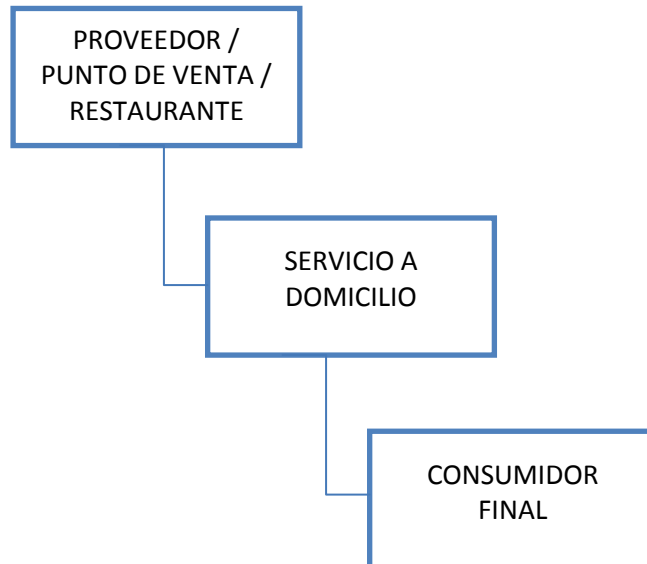 PROVEEDOR /
PUNTO DE VENTA /
RESTAURANTE
SERVICIO A
DOMICILIO
CONSUMIDOR
FINAL